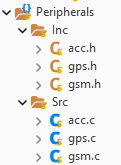 Peripherals
Inc
acc.h
gps.h
gsm.h
Src
acc.c
gps.c
gsm.c